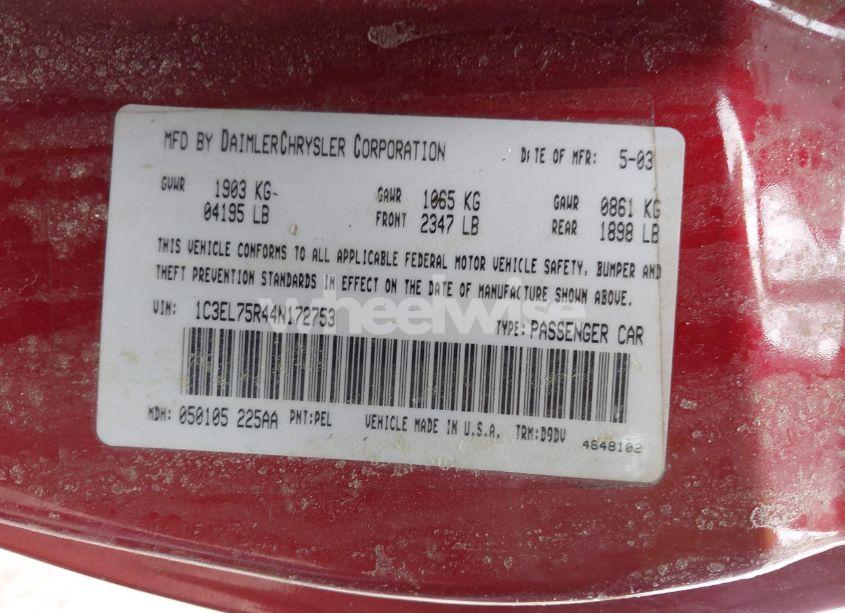 MFD BY DAIMLERCHRYSLER CORPORATION DATE OF MFR: 5-03
GVWR 1903 KG GAWR 1065 KG GAWR 0861 KG
04195 LB FRONT 2347 LB REAR 1898 LB
THIS VEHICLE CONFORMS TO ALL APPLICABLE FEDERAL MOTOR VEHICLE SAFETY, BUMPER AND
THEFT PREVENTION STANDARDS IN EFFECT ON THE DATE OF MANUFACTURE SHOWN ABOVE.
VIN: 1C3EL75R44N172753 TYPE: PASSENGER CAR
wheelwise
MDH: 050105 225AA PNT:PEL VEHICLE MADE IN U.S.A. TRM:D9DV
4648102